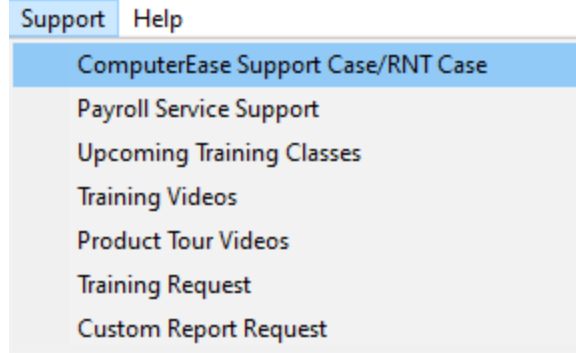 Support Help
ComputerEase Support Case/RNT Case
Payroll Service Support
Upcoming Training Classes
Training Videos
Product Tour Videos
Training Request
Custom Report Request